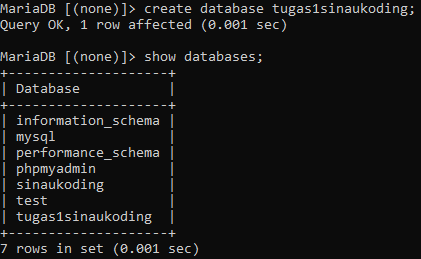 MariaDB [(none)]> create database tugas1sinaukoding;
Query OK, 1 row affected (0.001 sec)
MariaDB [(none)]> show databases;
+--------------------+
| Database           |
+--------------------+
| information_schema |
| mysql              |
| performance_schema |
| phpmyadmin         |
| sinaukoding        |
| test               |
| tugas1sinaukoding  |
+--------------------+
7 rows in set (0.001 sec)